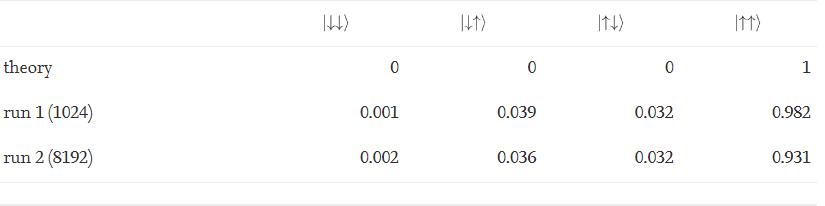 |↓↓⟩ |↓↑⟩ |↑↓⟩ |↑↑⟩
theory 0 0 0 1
run 1 (1024) 0.001 0.039 0.032 0.982
run 2 (8192) 0.002 0.036 0.032 0.931